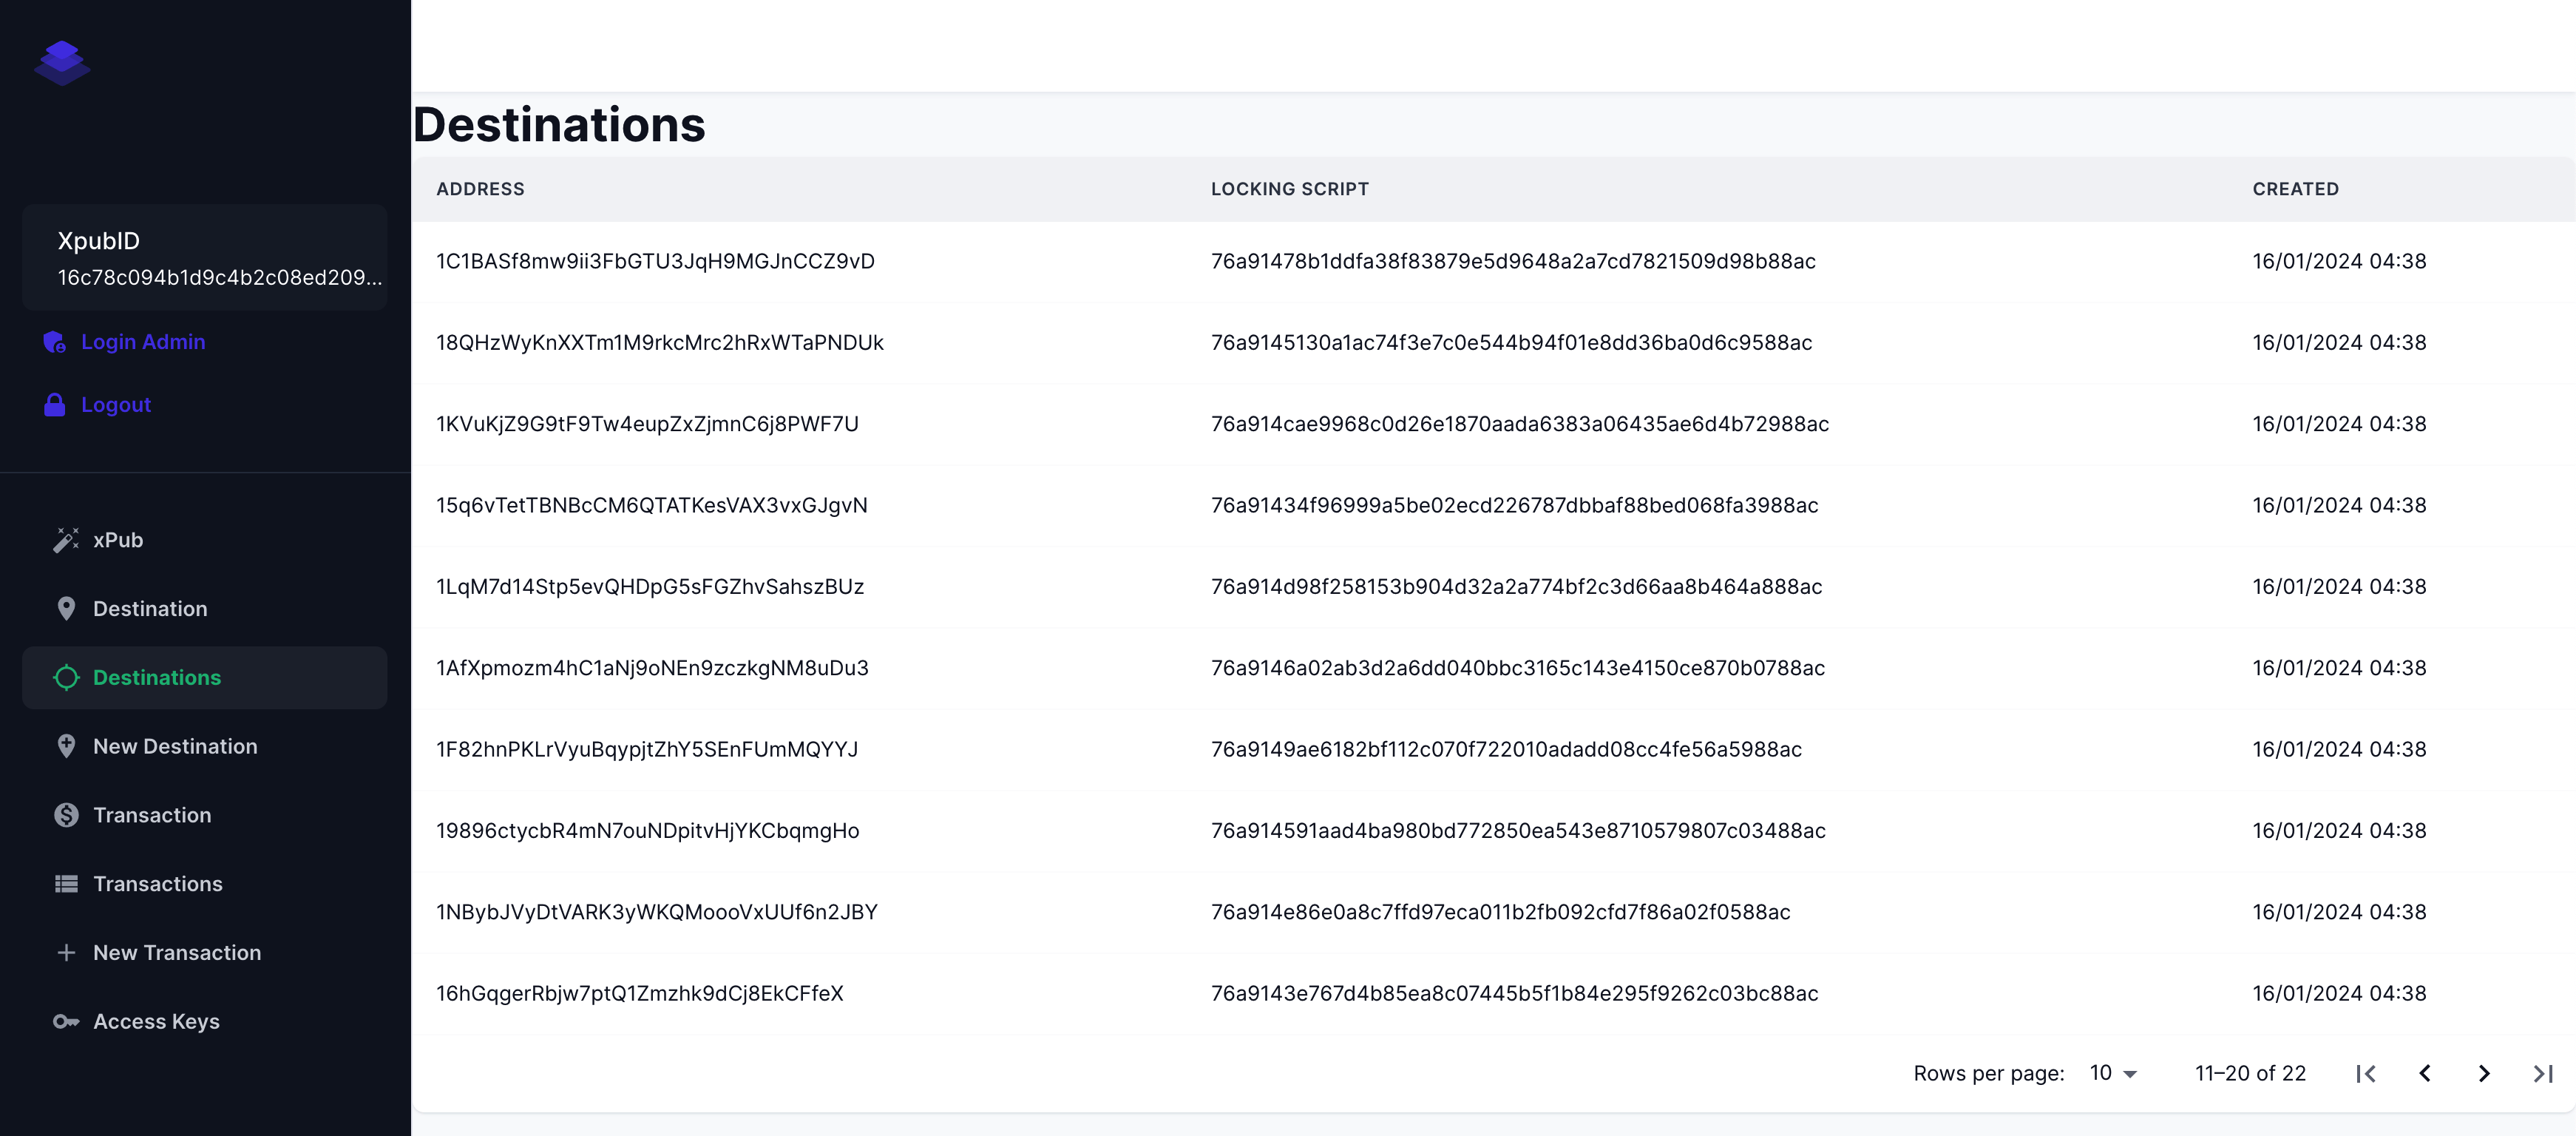 XpubID
16c78c094b1d9c4b2c08ed209...
Login Admin
Logout
xPub
Destination
Destinations
New Destination
Transaction
Transactions
New Transaction
Access Keys
Destinations
ADDRESS LOCKING SCRIPT CREATED
1C1BASf8mw9ii3FbGTU3JqH9MGJnCCZ9vD 76a91478b1ddfa38f83879e5d9648a2a7cd7821509d98b88ac 16/01/2024 04:38
18QHzWyKnXXTm1M9rkcMrc2hRxWTaPNDUk 76a9145130a1ac74f3e7c0e544b94f01e8dd36ba0d6c9588ac 16/01/2024 04:38
1KVuKjZ9G9tF9Tw4eupZxZjmnC6j8PWF7U 76a914cae9968c0d26e1870aada6383a06435ae6d4b72988ac 16/01/2024 04:38
15q6vTetTBNBcCM6QTATKesVAX3vxGJgvN 76a91434f96999a5be02ecd226787dbbaf88bed068fa3988ac 16/01/2024 04:38
1LqM7d14Stp5evQHDpG5sFGZhvSahszBUz 76a914d98f258153b904d32a2a774bf2c3d66aa8b464a888ac 16/01/2024 04:38
1AfXpmozm4hC1aNj9oNEn9zczkgNM8uDu3 76a9146a02ab3d2a6dd040bbc3165c143e4150ce870b0788ac 16/01/2024 04:38
1F82hnPKLrVyuBqypjtZhY5SEnFUmMQYYJ 76a9149ae6182bf112c070f722010adadd08cc4fe56a5988ac 16/01/2024 04:38
19896ctycbR4mN7ouNDpitvHjYKCbqmgHo 76a914591aad4ba980bd772850ea543e8710579807c03488ac 16/01/2024 04:38
1NBybJVyDtVARK3yWKQMoooVxUUf6n2JBY 76a914e86e0a8c7ffd97eca011b2fb092cfd7f86a02f0588ac 16/01/2024 04:38
16hGqgerRbjw7ptQ1Zmzhk9dCj8EkCFfeX 76a9143e767d4b85ea8c07445b5f1b84e295f9262c03bc88ac 16/01/2024 04:38
Rows per page: 10 11–20 of 22